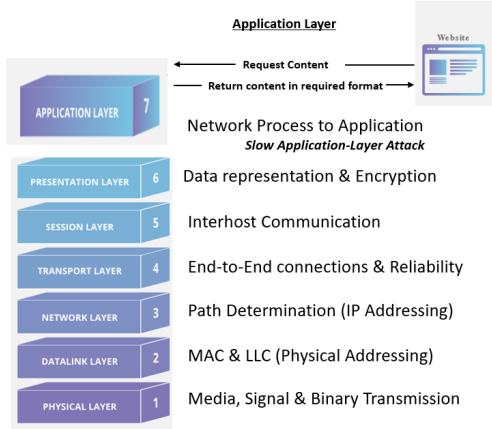 Application Layer
Website
Request Content
Return content in required format
APPLICATION LAYER 7
Network Process to Application
Slow Application-Layer Attack
PRESENTATION LAYER 6
Data representation & Encryption
SESSION LAYER 5
Interhost Communication
TRANSPORT LAYER 4
End-to-End connections & Reliability
NETWORK LAYER 3
Path Determination (IP Addressing)
DATALINK LAYER 2
MAC & LLC (Physical Addressing)
PHYSICAL LAYER 1
Media, Signal & Binary Transmission